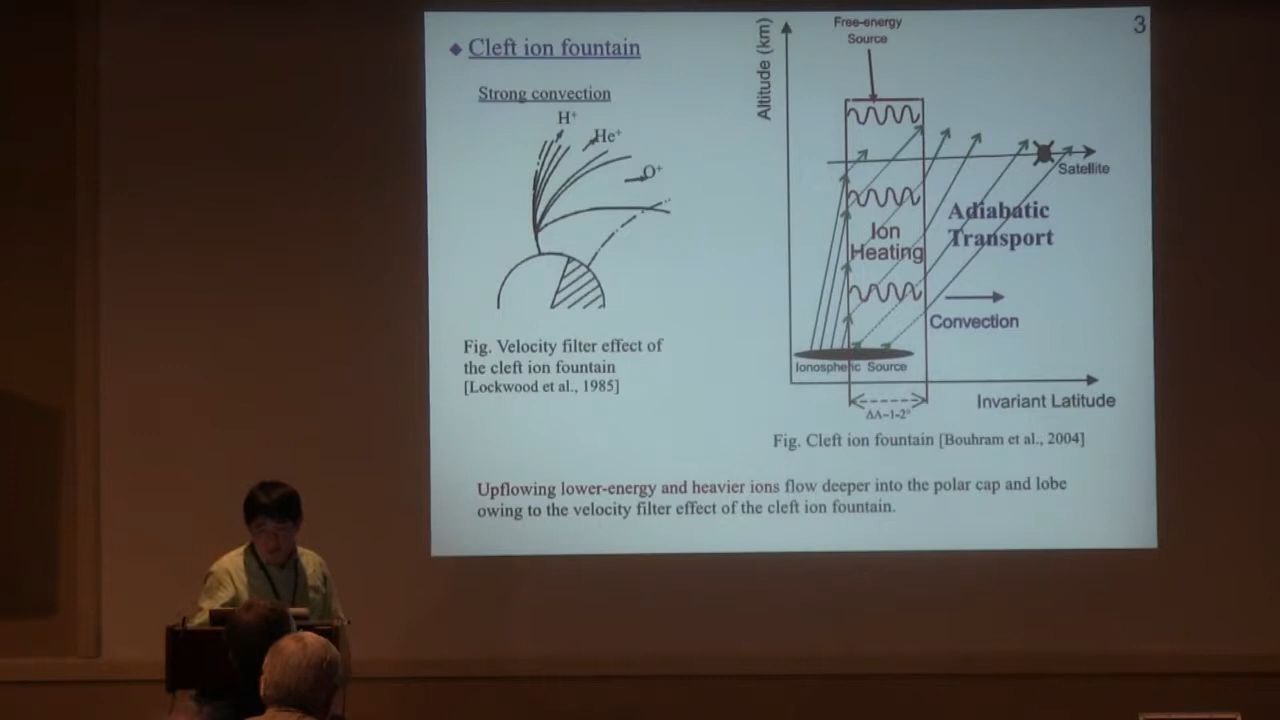 3
◆ Cleft ion fountain
Strong convection
H⁺
He⁺
O⁺
Fig. Velocity filter effect of
the cleft ion fountain
[Lockwood et al., 1985]
Altitude (km)
Free-energy
Source
Satellite
Adiabatic
Transport
Ion
Heating
Convection
Ionospheric Source
Invariant Latitude
ΔΛ~1-2°
Fig. Cleft ion fountain [Bouhram et al., 2004]
Upflowing lower-energy and heavier ions flow deeper into the polar cap and lobe
owing to the velocity filter effect of the cleft ion fountain.